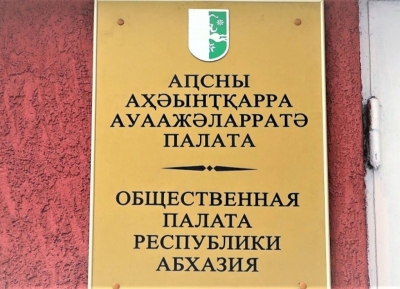 АԤСНЫ
АҲӘЫНҬҚАРРА
АУААЖӘЛАРРАТӘ
ПАЛАТА
ОБЩЕСТВЕННАЯ
ПАЛАТА
РЕСПУБЛИКИ
АБХАЗИЯ